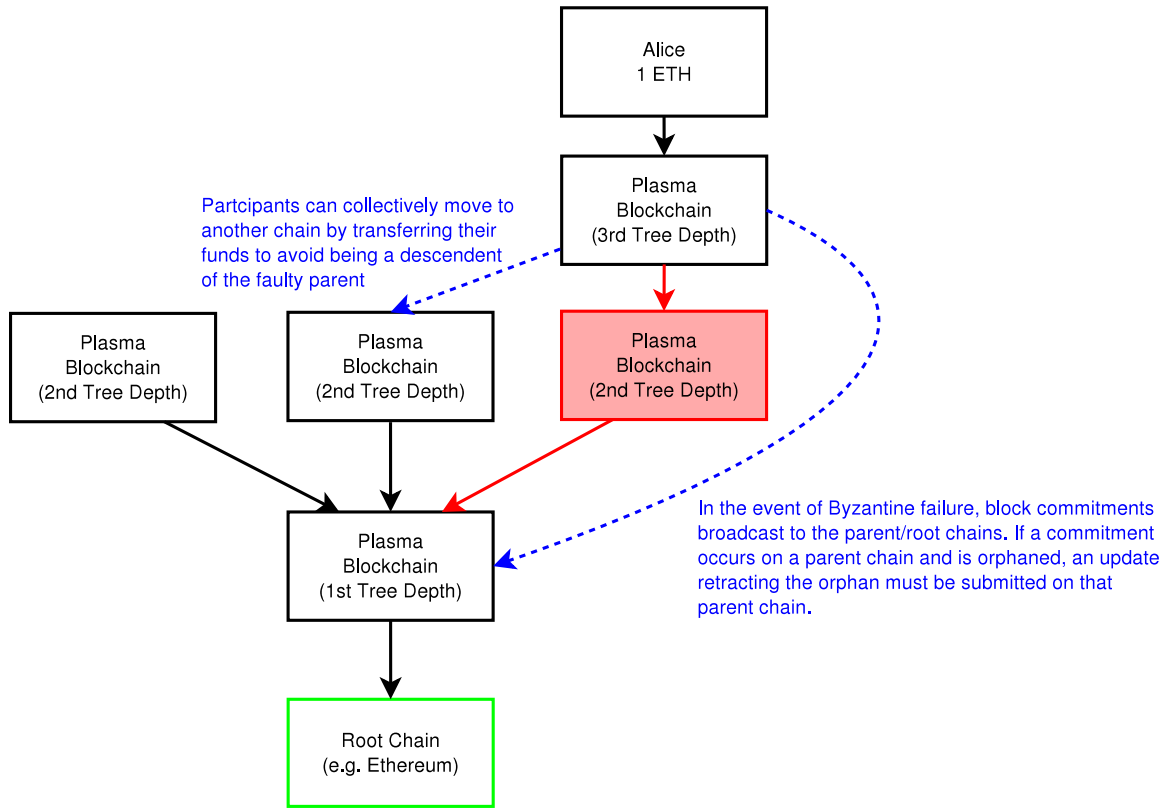 Alice
1 ETH
Plasma
Blockchain
(3rd Tree Depth)
Partcipants can collectively move to
another chain by transferring their
funds to avoid being a descendent
of the faulty parent
Plasma
Blockchain
(2nd Tree Depth)
Plasma
Blockchain
(2nd Tree Depth)
Plasma
Blockchain
(2nd Tree Depth)
In the event of Byzantine failure, block commitments
broadcast to the parent/root chains. If a commitment
occurs on a parent chain and is orphaned, an update
retracting the orphan must be submitted on that
parent chain.
Plasma
Blockchain
(1st Tree Depth)
Root Chain
(e.g. Ethereum)